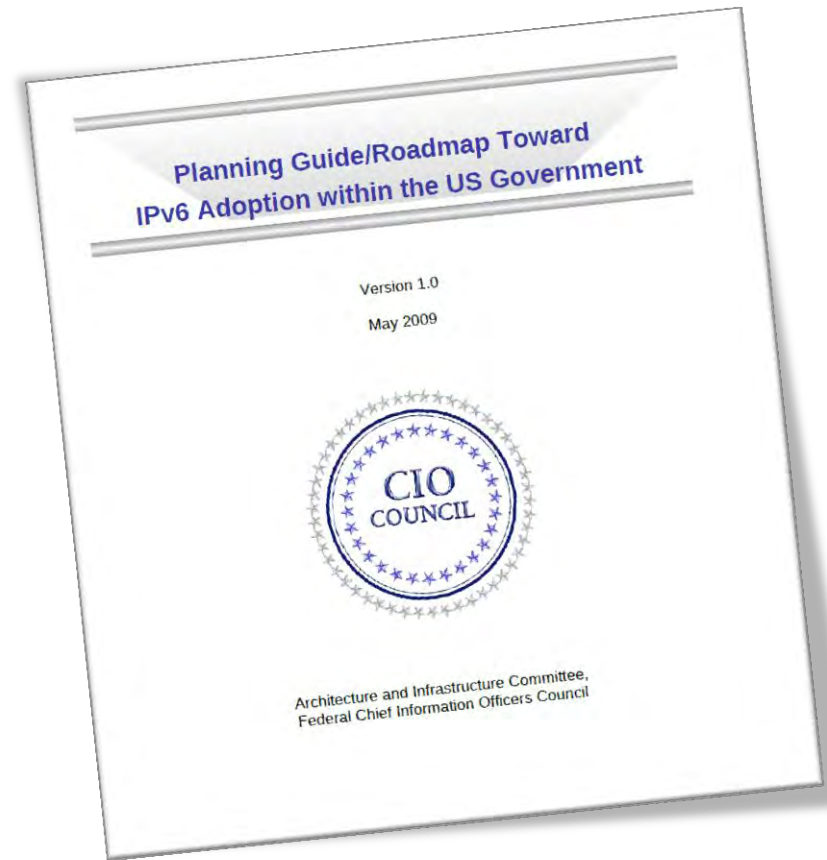 Planning Guide/Roadmap Toward
IPv6 Adoption within the US Government
Version 1.0
May 2009
CIO
COUNCIL
Architecture and Infrastructure Committee,
Federal Chief Information Officers Council